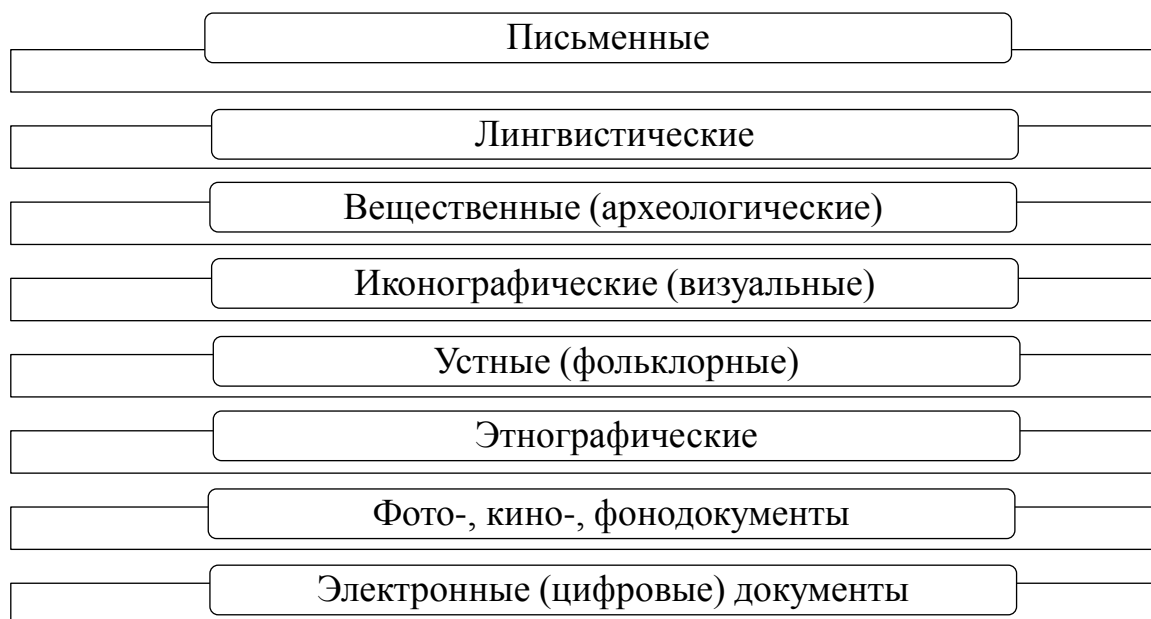 Письменные
Лингвистические
Вещественные (археологические)
Иконографические (визуальные)
Устные (фольклорные)
Этнографические
Фото-, кино-, фонодокументы
Электронные (цифровые) документы